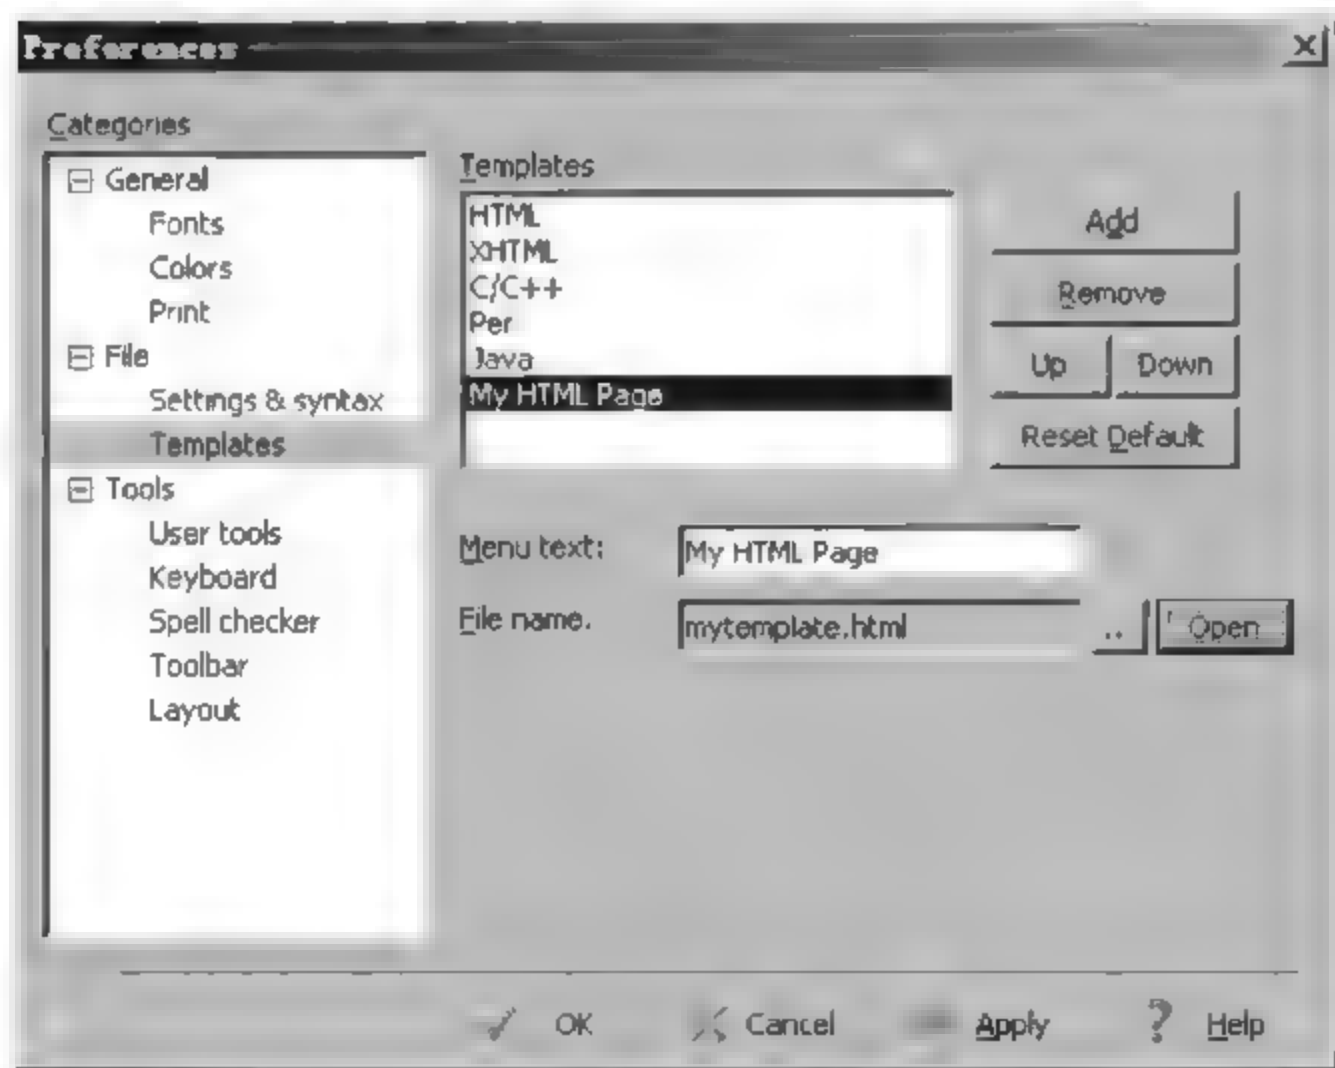 Preferences
Categories
General
Fonts
Colors
Print
File
Settings & syntax
Templates
Tools
User tools
Keyboard
Spell checker
Toolbar
Layout
Templates
HTML
XHTML
C/C++
Per
Java
My HTML Page
Add
Remove
Up Down
Reset Default
Menu text: My HTML Page
File name. mytemplate.html .. Open
OK Cancel Apply ? Help